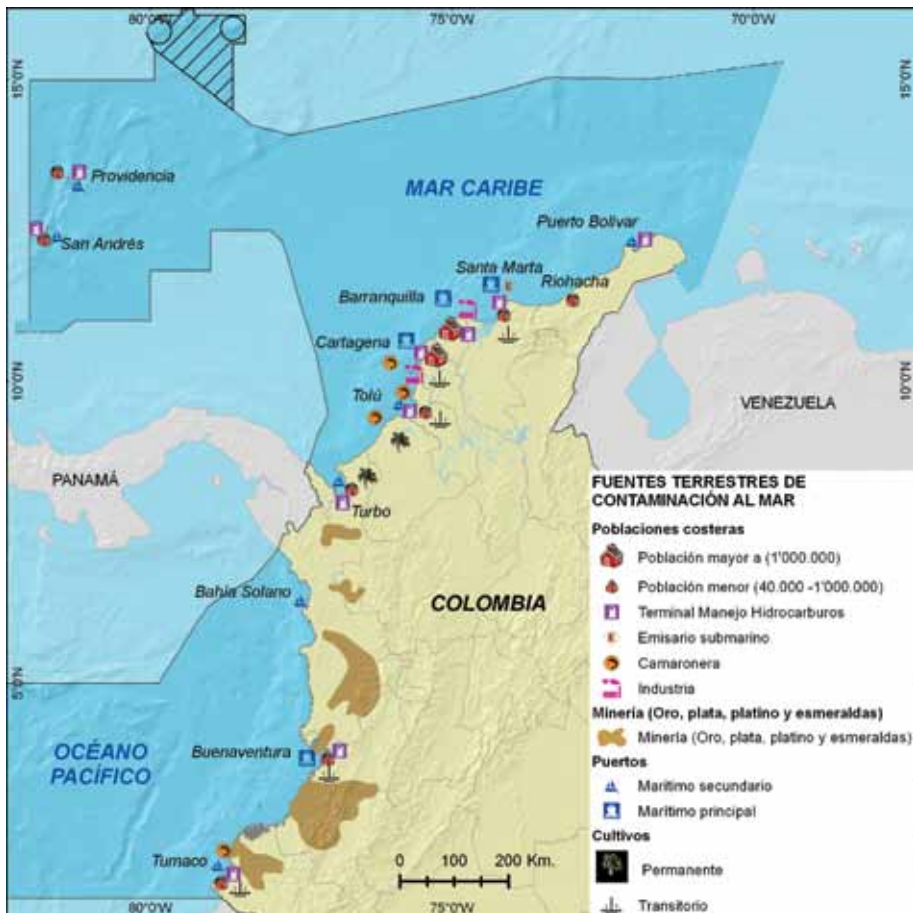 80°0'W 75°0'W 70°0'W
15°0'N 15°0'N
Providencia
MAR CARIBE
San Andrés
Puerto Bolívar
Santa Marta
Riohacha
Barranquilla
Cartagena
10°0'N 10°0'N
Tolú
VENEZUELA
PANAMÁ
Turbo
Bahía Solano
COLOMBIA
5°0'N
OCÉANO
PACÍFICO
Buenaventura
Tumaco
0 100 200 Km.
80°0'W 75°0'W
FUENTES TERRESTRES DE
CONTAMINACIÓN AL MAR
Poblaciones costeras
Población mayor a (1'000.000)
Población menor (40.000 -1'000.000)
Terminal Manejo Hidrocarburos
Emisario submarino
Camaronera
Industria
Minería (Oro, plata, platino y esmeraldas)
Minería (Oro, plata, platino y esmeraldas)
Puertos
Marítimo secundario
Marítimo principal
Cultivos
Permanente
Transitorio